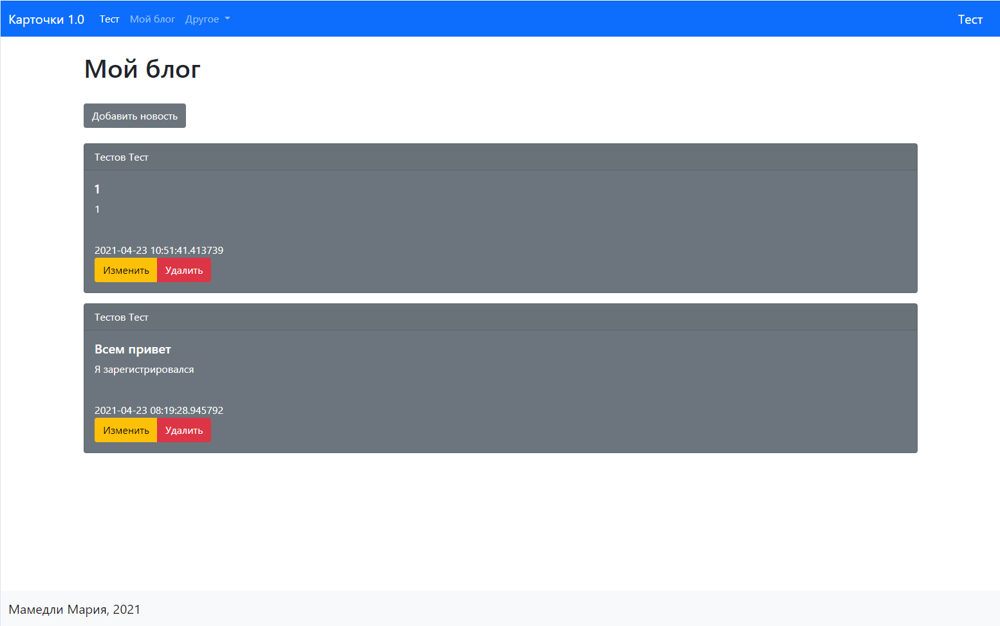 Карточки 1.0 Тест Мой блог Другое Тест
Мой блог
Добавить новость
Тестов Тест
1
1
2021-04-23 10:51:41.413739
Изменить Удалить
Тестов Тест
Всем привет
Я зарегистрировался
2021-04-23 08:19:28.945792
Изменить Удалить
Мамедли Мария, 2021